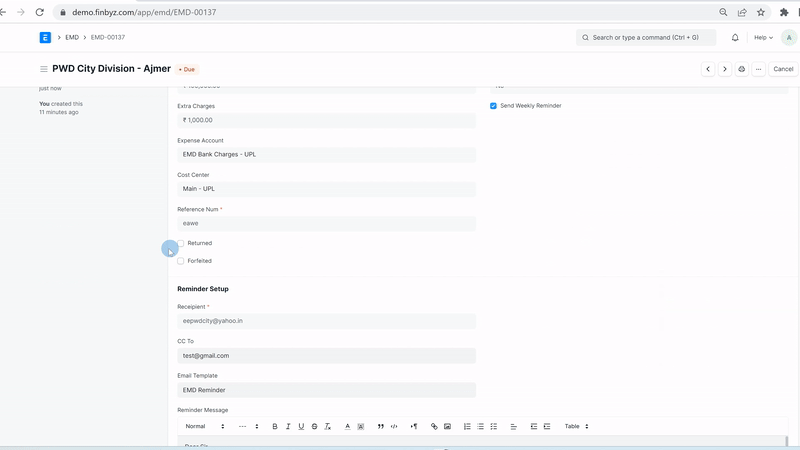 demo.finbyz.com/app/emd/EMD-00137
E > EMD > EMD-00137
Search or type a command (Ctrl + G)
Help
A
PWD City Division - Ajmer
Due
Cancel
just now
You created this
11 minutes ago
Extra Charges
₹ 1,000.00
Send Weekly Reminder
Expense Account
EMD Bank Charges - UPL
Cost Center
Main - UPL
Reference Num *
eawe
Returned
Forfeited
Reminder Setup
Receipient *
eepwdcity@yahoo.in
CC To
test@gmail.com
Email Template
EMD Reminder
Reminder Message
Normal
Table